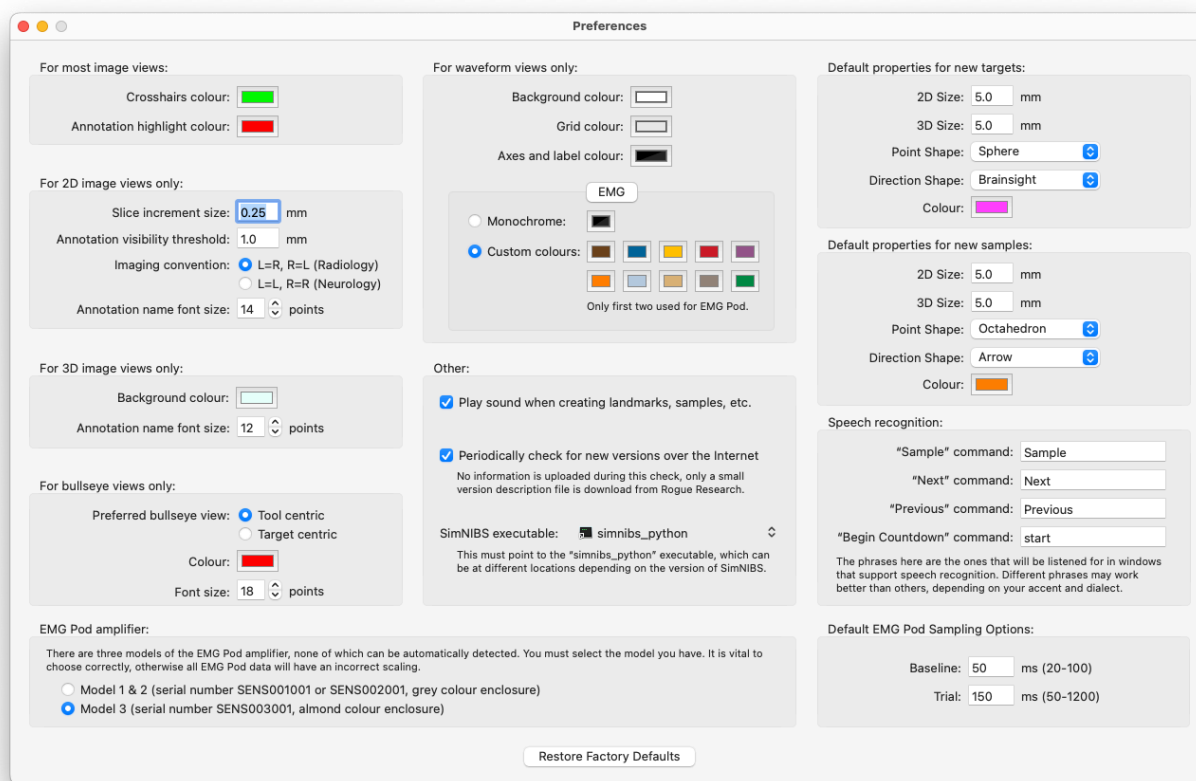 Preferences
For most image views:
Crosshairs colour:
Annotation highlight colour:
For 2D image views only:
Slice increment size: 0.25 mm
Annotation visibility threshold: 1.0 mm
Imaging convention: L=R, R=L (Radiology)
L=L, R=R (Neurology)
Annotation name font size: 14 points
For 3D image views only:
Background colour:
Annotation name font size: 12 points
For bullseye views only:
Preferred bullseye view: Tool centric
Target centric
Colour:
Font size: 18 points
For waveform views only:
Background colour:
Grid colour:
Axes and label colour:
EMG
Monochrome:
Custom colours:
Only first two used for EMG Pod.
Other:
Play sound when creating landmarks, samples, etc.
Periodically check for new versions over the Internet
No information is uploaded during this check, only a small
version description file is download from Rogue Research.
SimNIBS executable: simnibs_python
This must point to the “simnibs_python” executable, which can
be at different locations depending on the version of SimNIBS.
Default properties for new targets:
2D Size: 5.0 mm
3D Size: 5.0 mm
Point Shape: Sphere
Direction Shape: Brainsight
Colour:
Default properties for new samples:
2D Size: 5.0 mm
3D Size: 5.0 mm
Point Shape: Octahedron
Direction Shape: Arrow
Colour:
Speech recognition:
“Sample” command: Sample
“Next” command: Next
“Previous” command: Previous
“Begin Countdown” command: start
The phrases here are the ones that will be listened for in windows
that support speech recognition. Different phrases may work
better than others, depending on your accent and dialect.
EMG Pod amplifier:
There are three models of the EMG Pod amplifier, none of which can be automatically detected. You must select the model you have. It is vital to
choose correctly, otherwise all EMG Pod data will have an incorrect scaling.
Model 1 & 2 (serial number SENS001001 or SENS002001, grey colour enclosure)
Model 3 (serial number SENS003001, almond colour enclosure)
Default EMG Pod Sampling Options:
Baseline: 50 ms (20-100)
Trial: 150 ms (50-1200)
Restore Factory Defaults